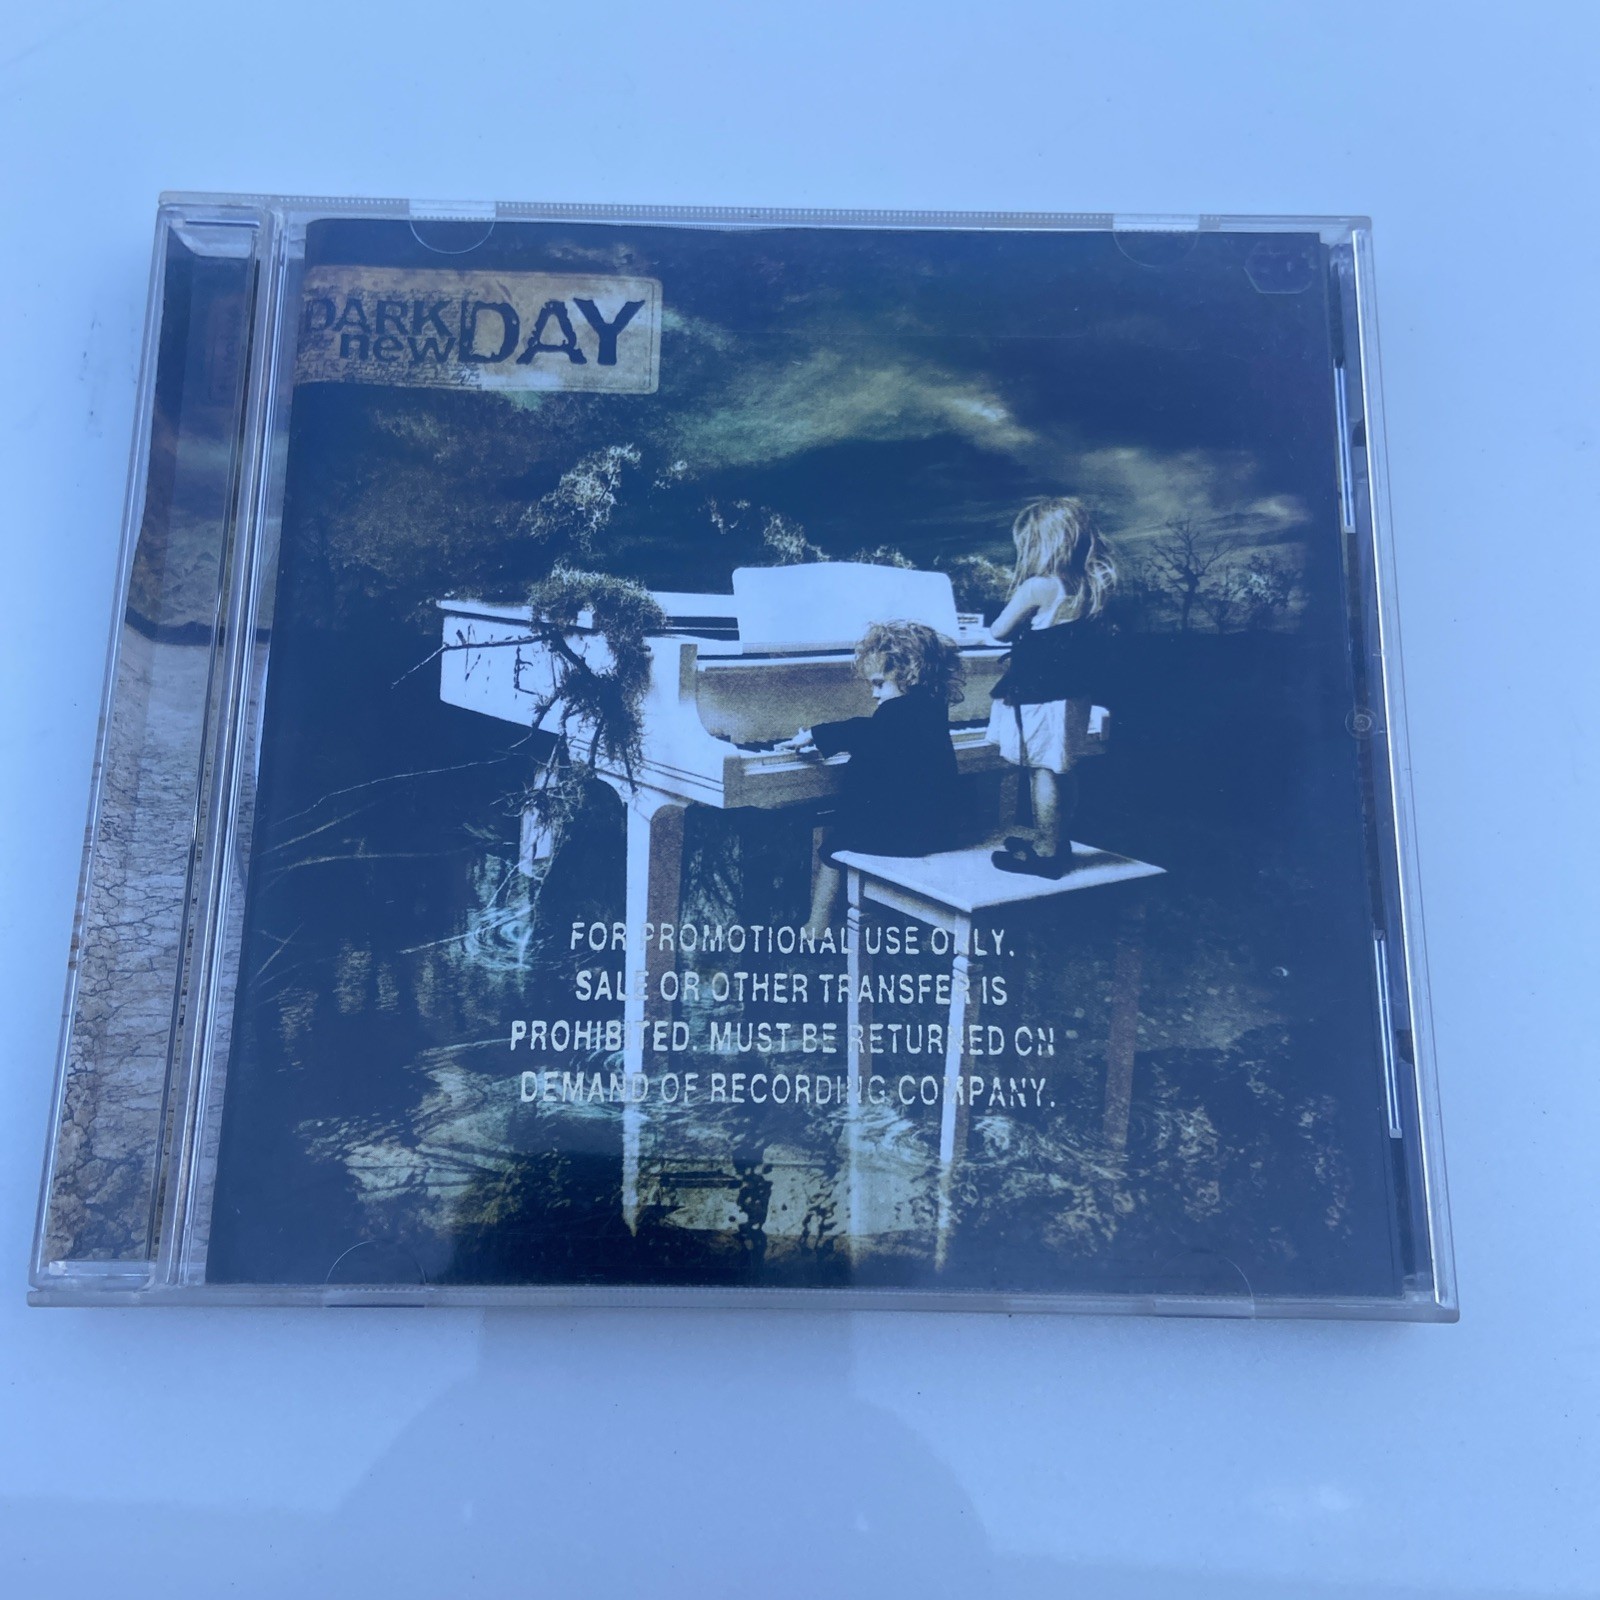 DARK
new DAY
FOR PROMOTIONAL USE ONLY.
SALE OR OTHER TRANSFER IS
PROHIBITED. MUST BE RETURNED ON
DEMAND OF RECORDING COMPANY.